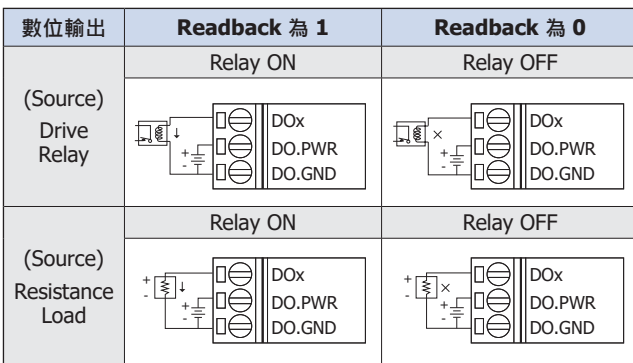 數位輸出 Readback 為 1 Readback 為 0
Relay ON Relay OFF
(Source)
Drive
Relay
↓
+
-
DOx
DO.PWR
DO.GND
×
+
-
DOx
DO.PWR
DO.GND
Relay ON Relay OFF
(Source)
Resistance
Load
+
-
↓
+
-
DOx
DO.PWR
DO.GND
+
-
×
+
-
DOx
DO.PWR
DO.GND